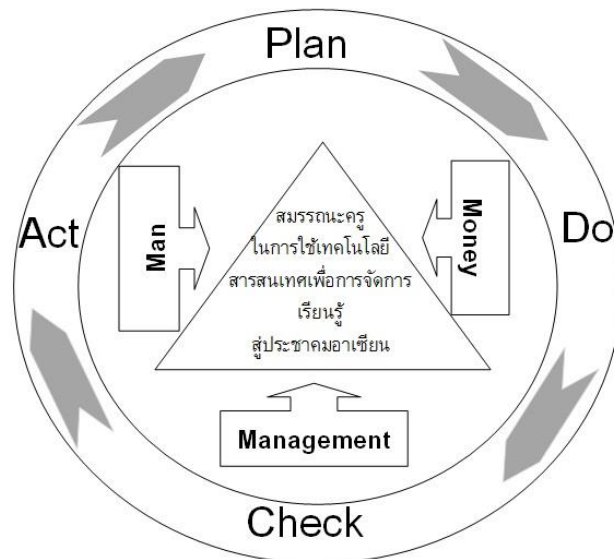 Plan
Do
Check
Act
Man
Money
Management
สมรรถนะครู
ในการใช้เทคโนโลยี
สารสนเทศเพื่อการจัดการ
เรียนรู้
สู่ประชาคมอาเซียน